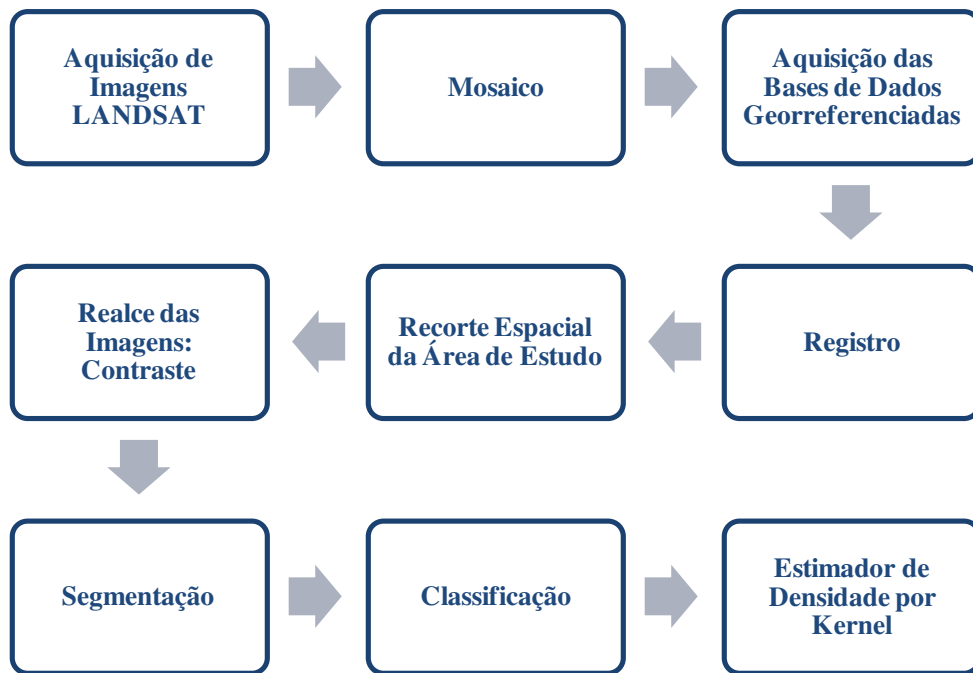 Aquisição de
Imagens
LANDSAT
Mosaico
Aquisição das
Bases de Dados
Georreferenciadas
Registro
Recorte Espacial
da Área de Estudo
Realce das
Imagens:
Contraste
Segmentação
Classificação
Estimador de
Densidade por
Kernel